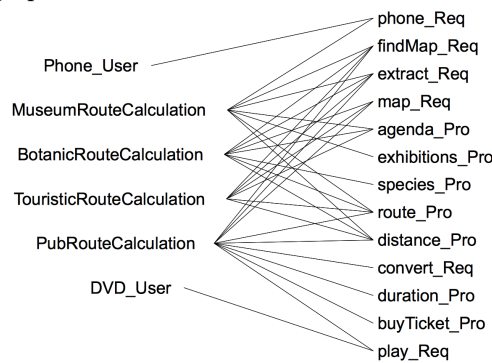 phone_Req
findMap_Req
Phone_User
extract_Req
map_Req
MuseumRouteCalculation
agenda_Pro
BotanicRouteCalculation
exhibitions_Pro
species_Pro
TouristicRouteCalculation
route_Pro
PubRouteCalculation
distance_Pro
convert_Req
DVD_User
duration_Pro
buyTicket_Pro
play_Req